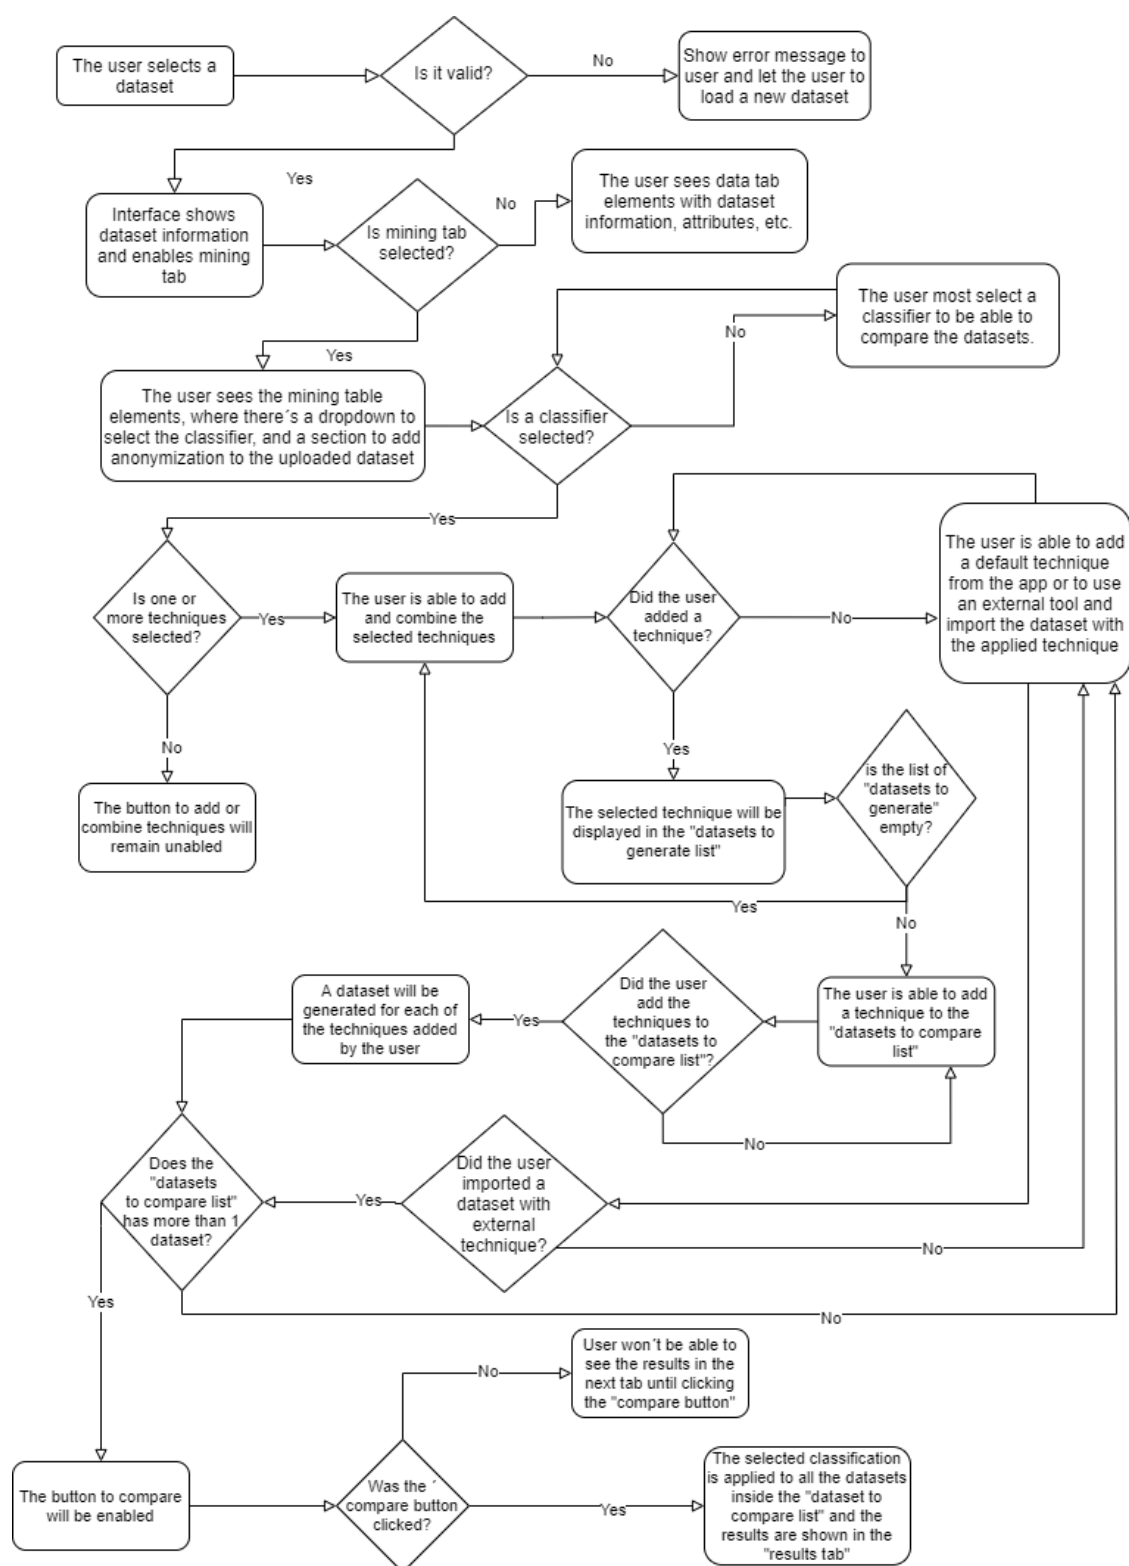 The user selects a
dataset
Is it valid?
No
Show error message to
user and let the user to
load a new dataset
Yes
Interface shows
dataset information
and enables mining
tab
Is mining tab
selected?
No
The user sees data tab
elements with dataset
information, attributes, etc.
The user most select a
classifier to be able to
compare the datasets.
No
Yes
The user sees the mining table
elements, where there´s a dropdown to
select the classifier, and a section to add
anonymization to the uploaded dataset
Is a classifier
selected?
Yes
Is one or
more techniques
selected?
Yes
The user is able to add
and combine the
selected techniques
Did the user
added a
technique?
No
The user is able to add
a default technique
from the app or to use
an external tool and
import the dataset with
the applied technique
No
The button to add or
combine techniques will
remain unabled
Yes
The selected technique will be
displayed in the "datasets to
generate list"
is the list of
"datasets to
generate"
empty?
Yes
No
A dataset will be
generated for each of
the techniques added
by the user
Yes
Did the user
add the
techniques to
the "datasets to
compare list"?
The user is able to add
a technique to the
"datasets to compare
list"
No
Does the
"datasets
to compare list"
has more than 1
dataset?
Yes
Did the user
imported a
dataset with
external
technique?
No
Yes
No
User won´t be able to
see the results in the
next tab until clicking
the "compare button"
No
The button to compare
will be enabled
Was the ´
compare button
clicked?
Yes
The selected classification
is applied to all the datasets
inside the "dataset to
compare list" and the
results are shown in the
"results tab"